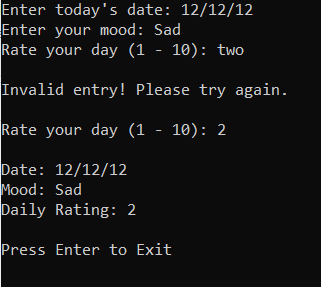 Enter today's date: 12/12/12
Enter your mood: Sad
Rate your day (1 - 10): two
Invalid entry! Please try again.
Rate your day (1 - 10): 2
Date: 12/12/12
Mood: Sad
Daily Rating: 2
Press Enter to Exit